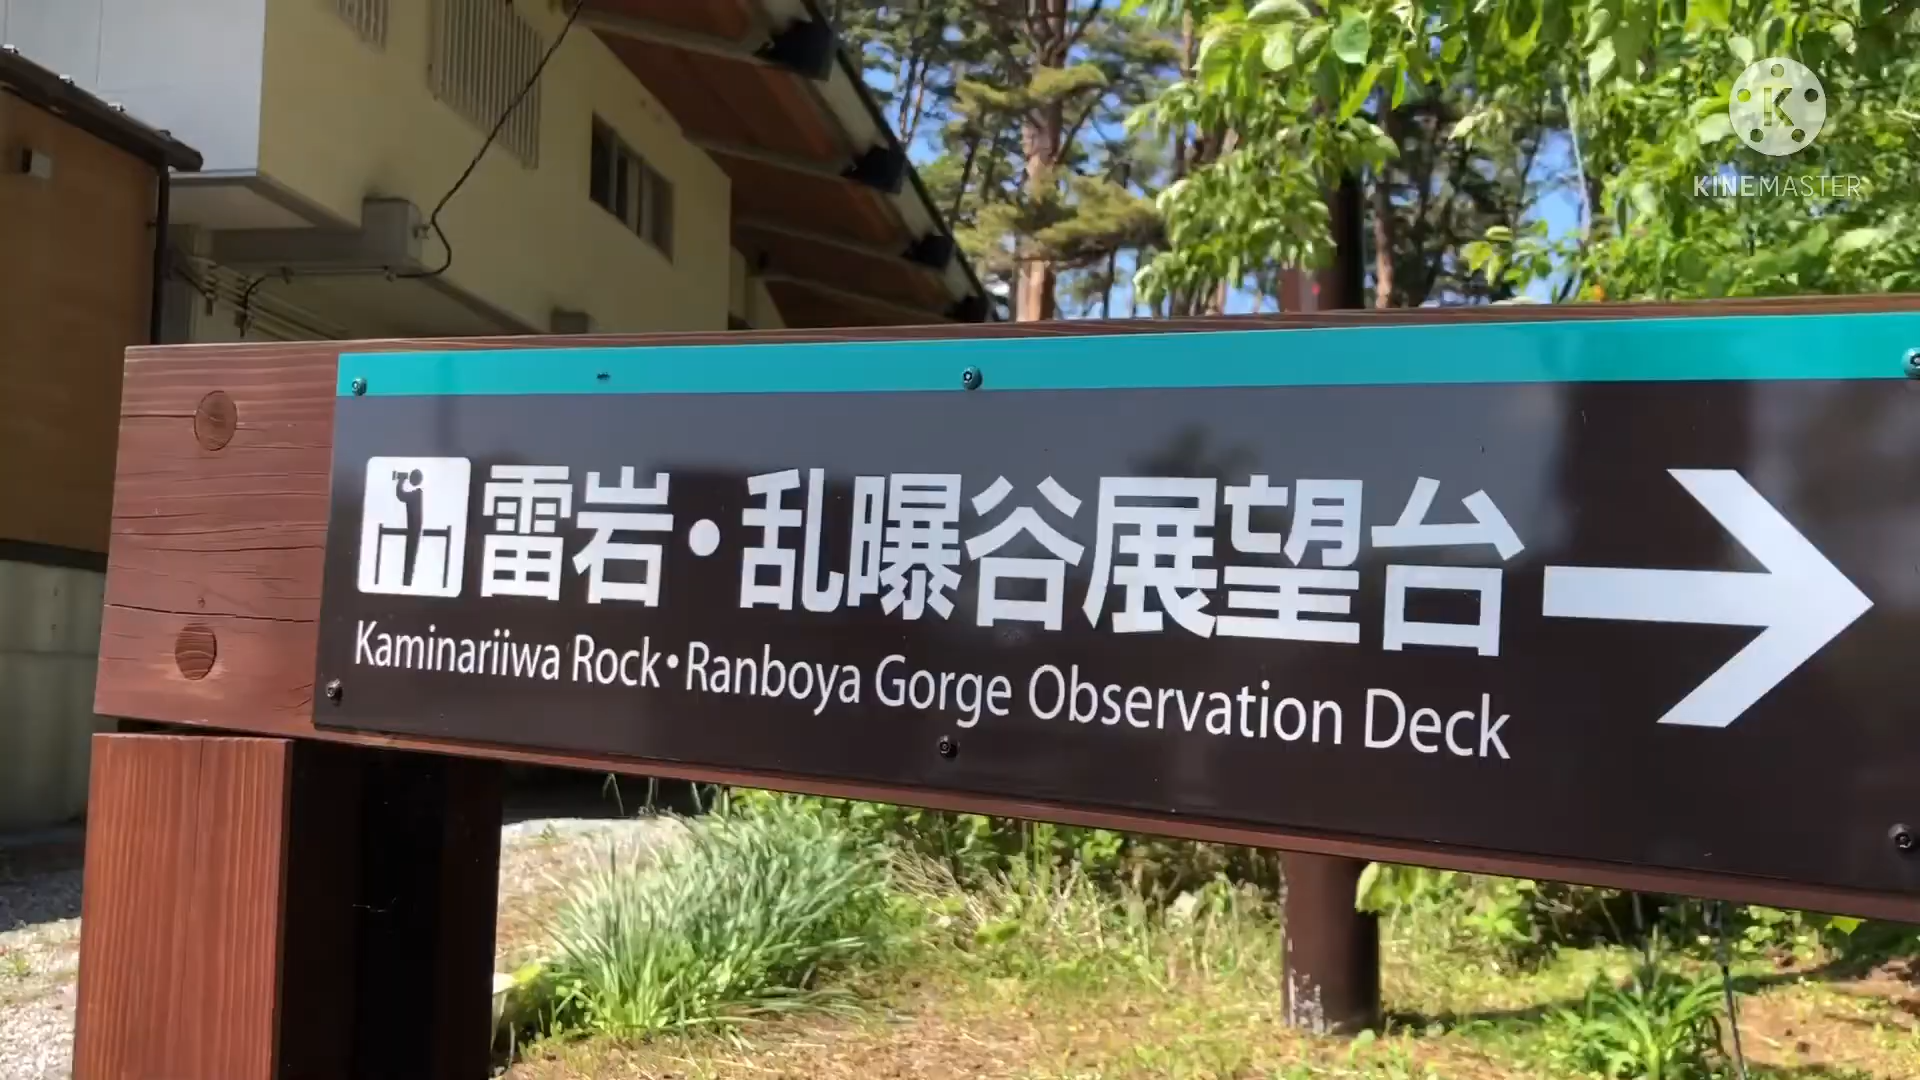 K
KINEMASTER
雷岩・乱曝谷展望台
Kaminariiwa Rock・Ranboya Gorge Observation Deck